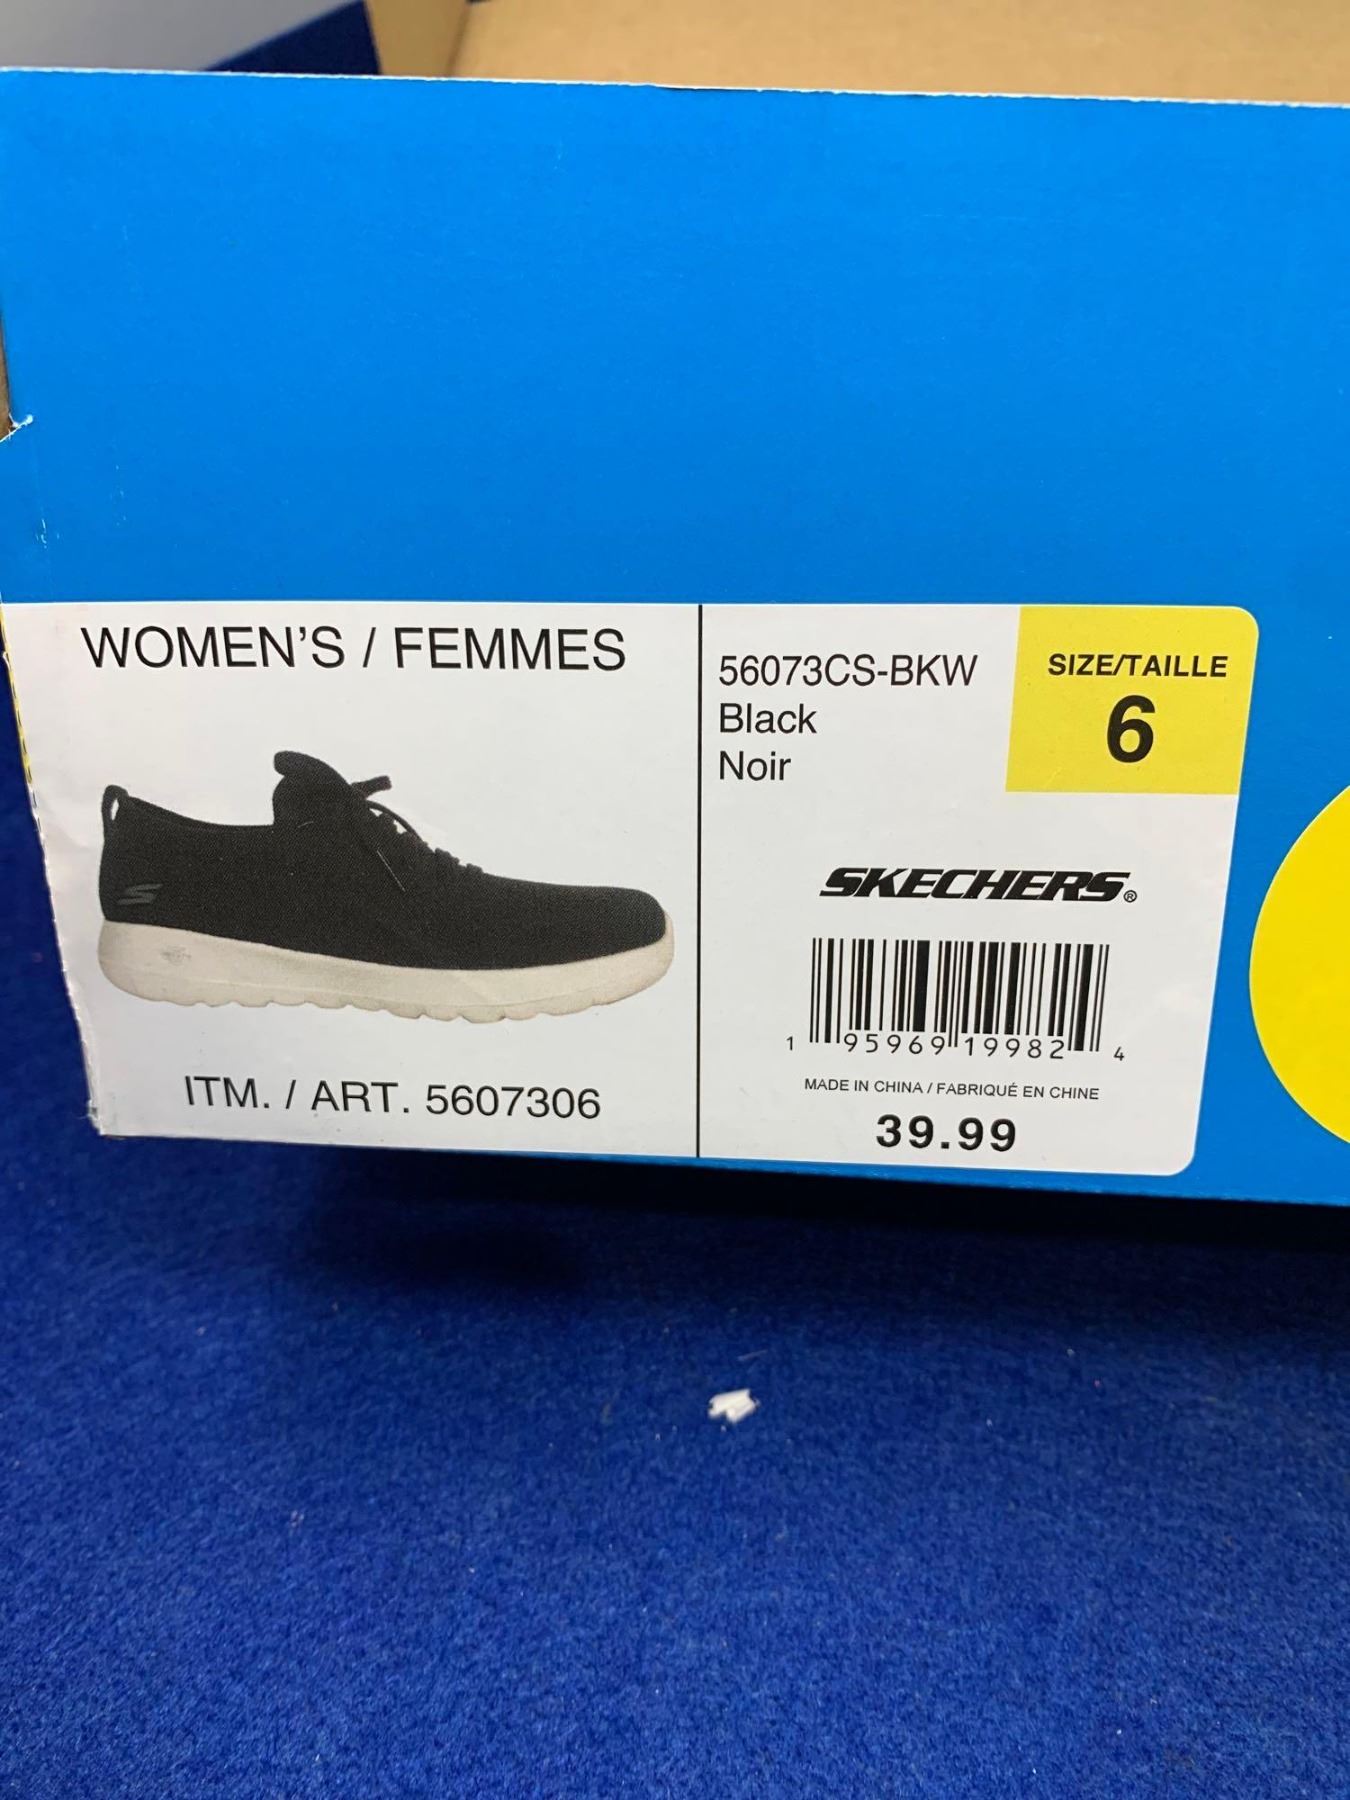 WOMEN'S / FEMMES
ITM. / ART. 5607306
56073CS-BKW
Black
Noir
SIZE/TAILLE
6
SKECHERS®
1 95969 19982 4
MADE IN CHINA / FABRIQUÉ EN CHINE
39.99